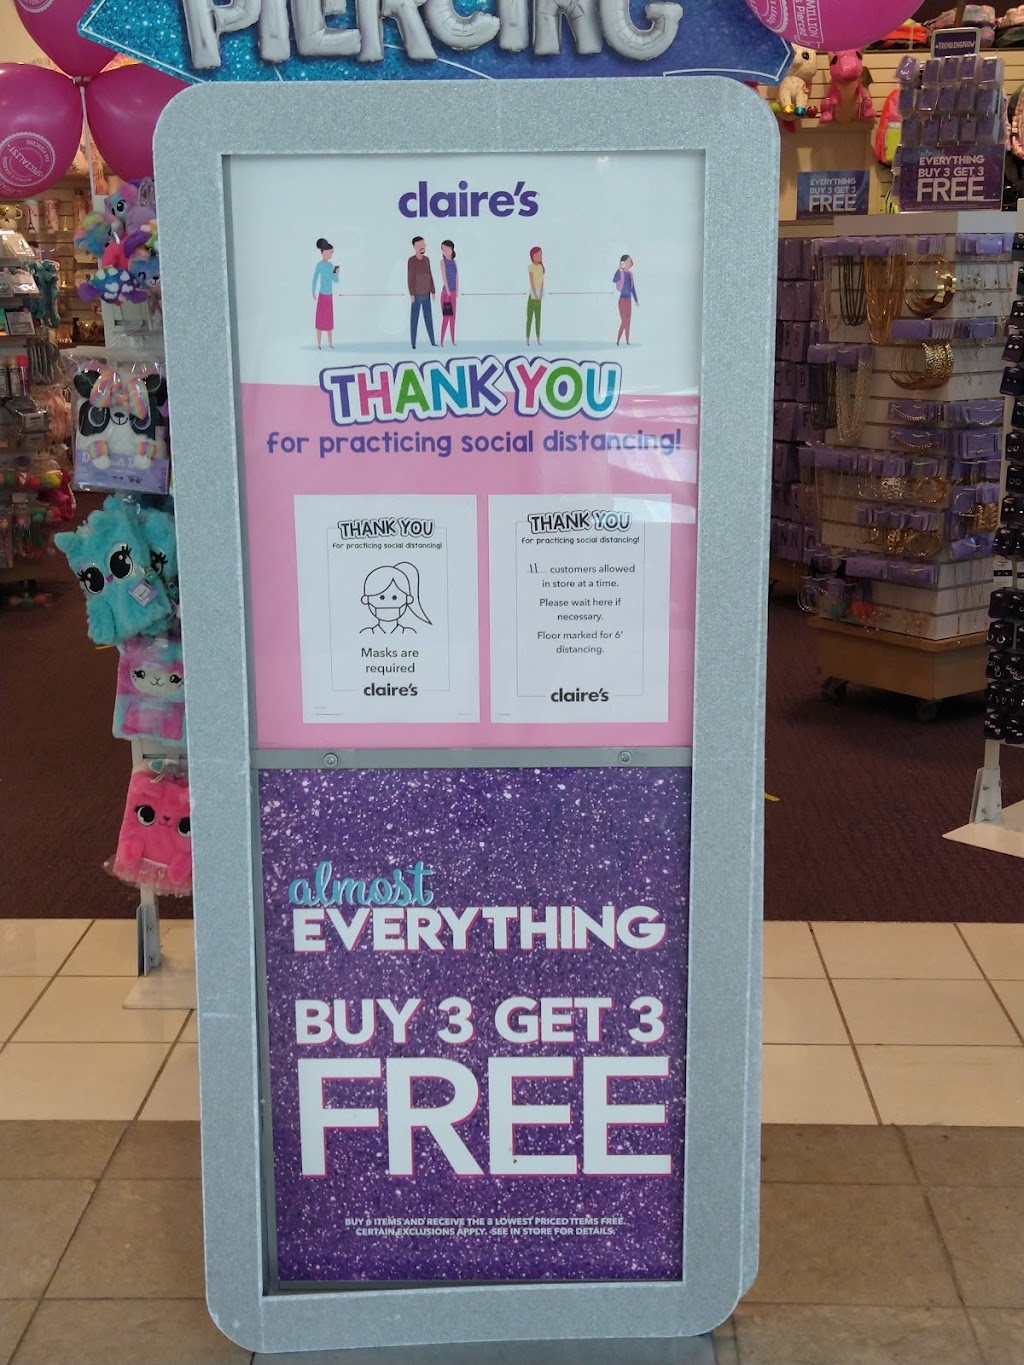 PIERCING
claire's
THANK YOU
for practicing social distancing!
THANK YOU
for practicing social distancing!
Masks are
required
claire's
THANK YOU
for practicing social distancing!
11 customers allowed
in store at a time.
Please wait here if
necessary.
Floor marked for 6'
distancing.
claire's
almost
EVERYTHING
BUY 3 GET 3
FREE
BUY 6 ITEMS AND RECEIVE THE 3 LOWEST PRICED ITEMS FREE.
CERTAIN EXCLUSIONS APPLY. SEE IN STORE FOR DETAILS.
#TRENDINGNOW
almost
EVERYTHING
BUY 3 GET 3
FREE
EVERYTHING
BUY 3 GET 3
FREE
SPECIALIST
MILLION